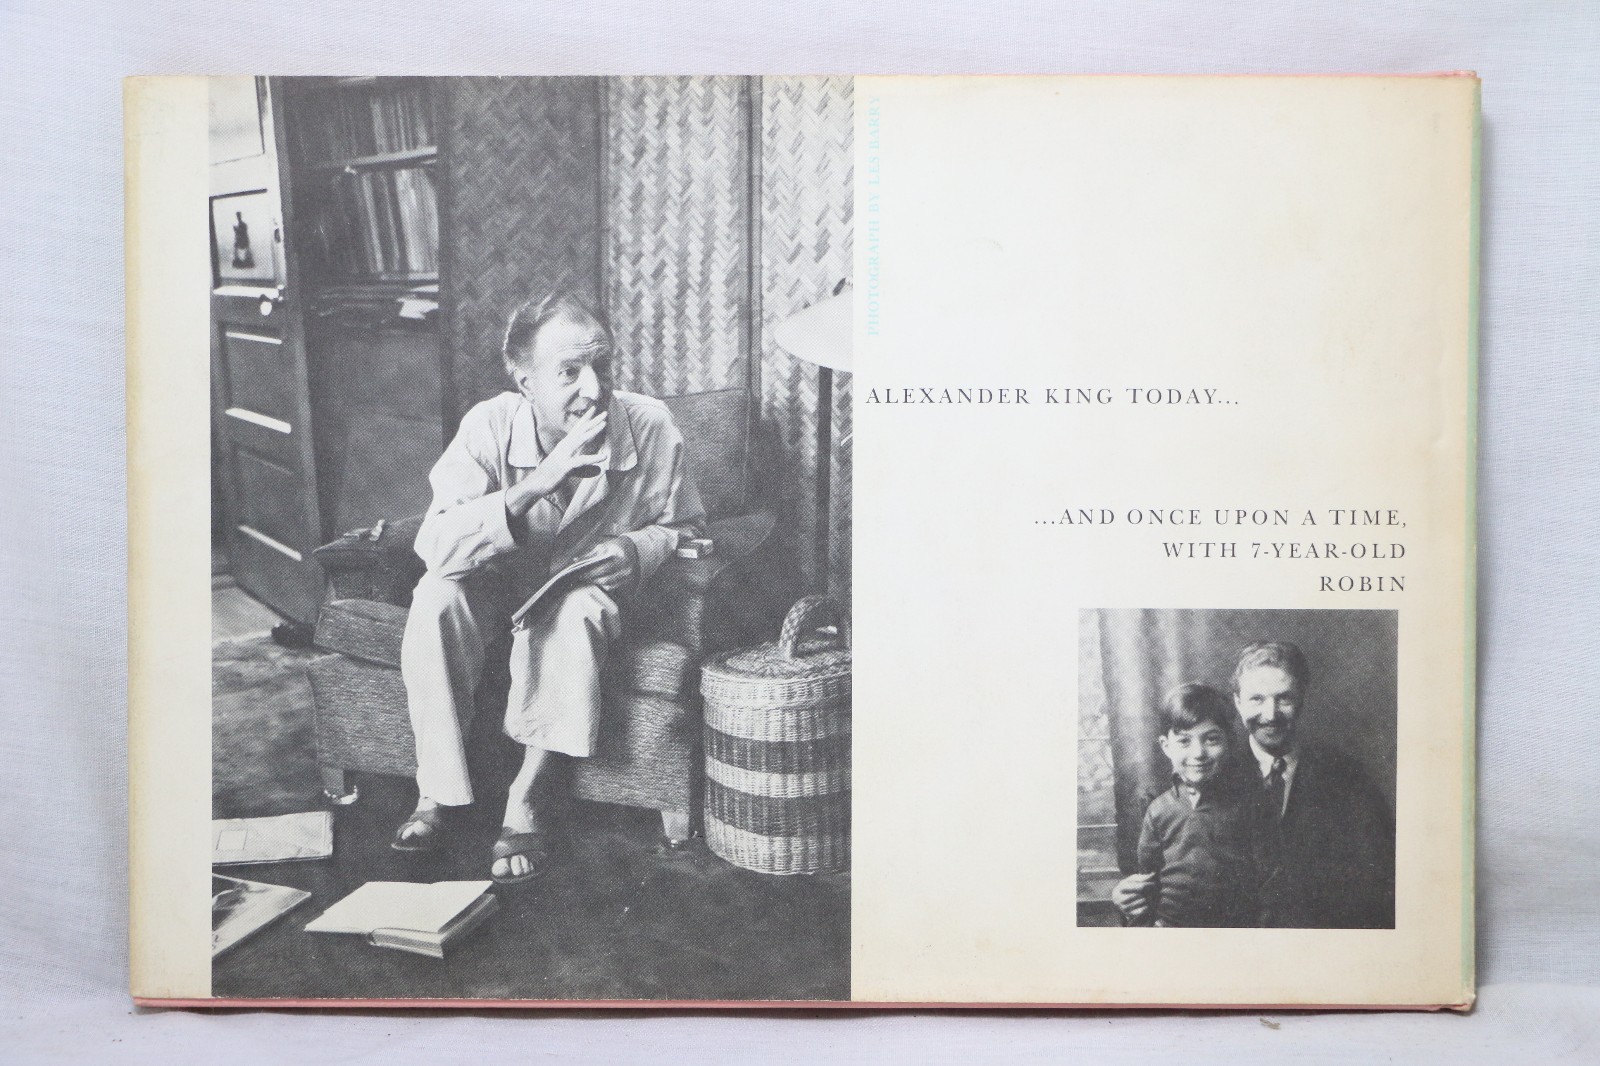 PHOTOGRAPH BY LES BARRY
ALEXANDER KING TODAY...
...AND ONCE UPON A TIME,
WITH 7-YEAR-OLD
ROBIN